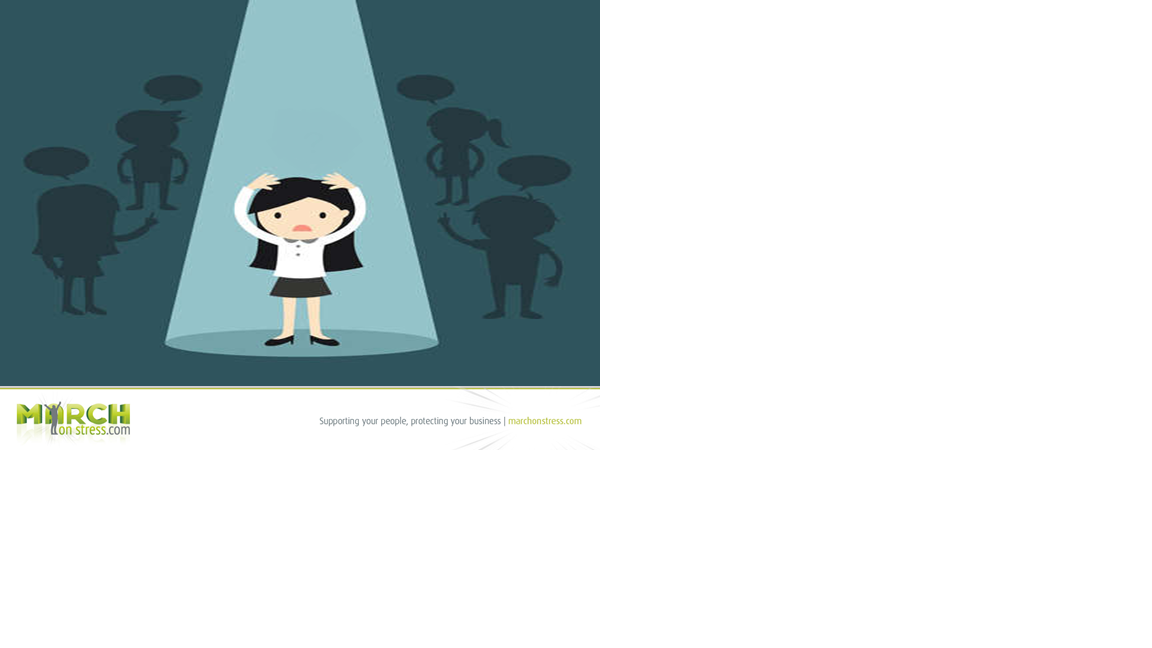 MARCH
on stress.com
Supporting your people, protecting your business | marchonstress.com